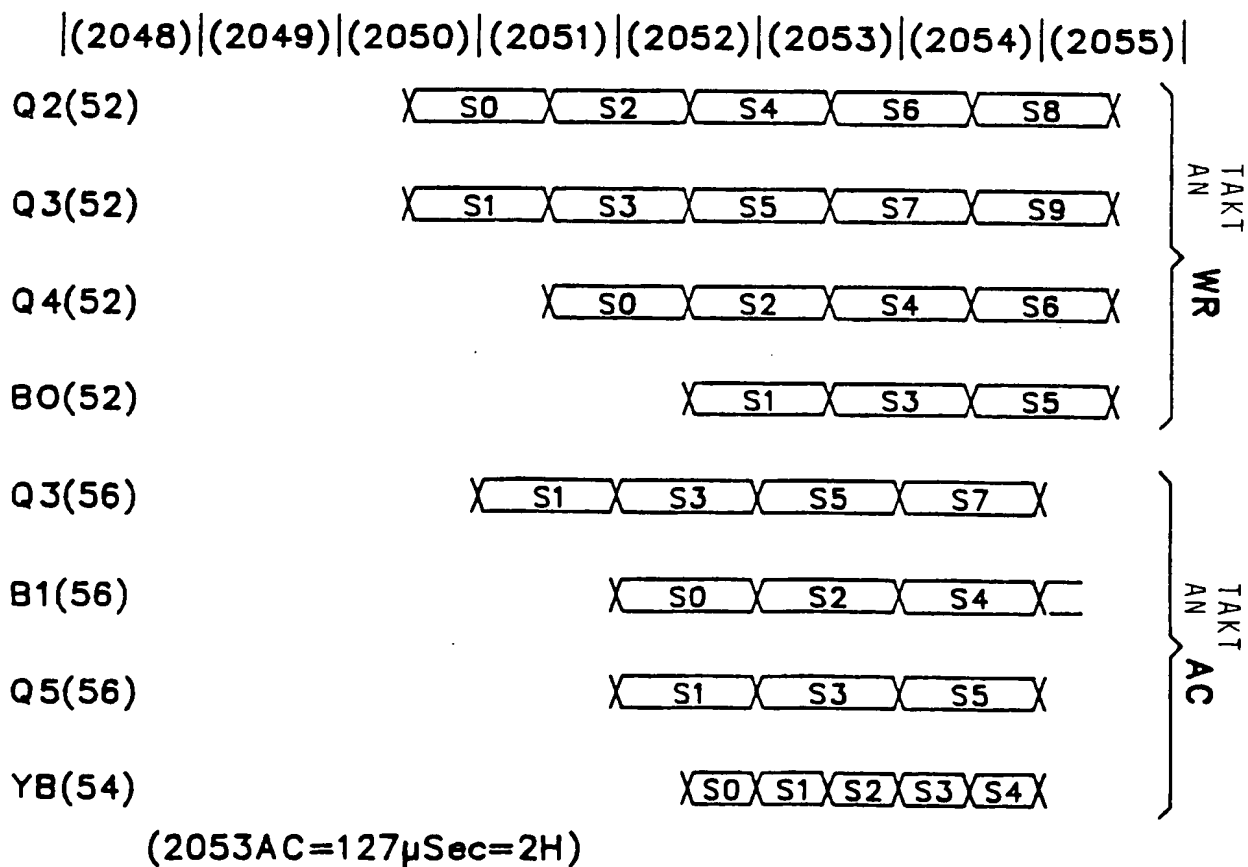 |(2048)|(2049)|(2050)|(2051)|(2052)|(2053)|(2054)|(2055)|
Q2(52) S0 S2 S4 S6 S8
Q3(52) S1 S3 S5 S7 S9
Q4(52) S0 S2 S4 S6
BO(52) S1 S3 S5
TAKT
AN
WR
Q3(56) S1 S3 S5 S7
B1(56) S0 S2 S4
Q5(56) S1 S3 S5
YB(54) S0 S1 S2 S3 S4
TAKT
AN
AC
(2053AC=127µSec=2H)